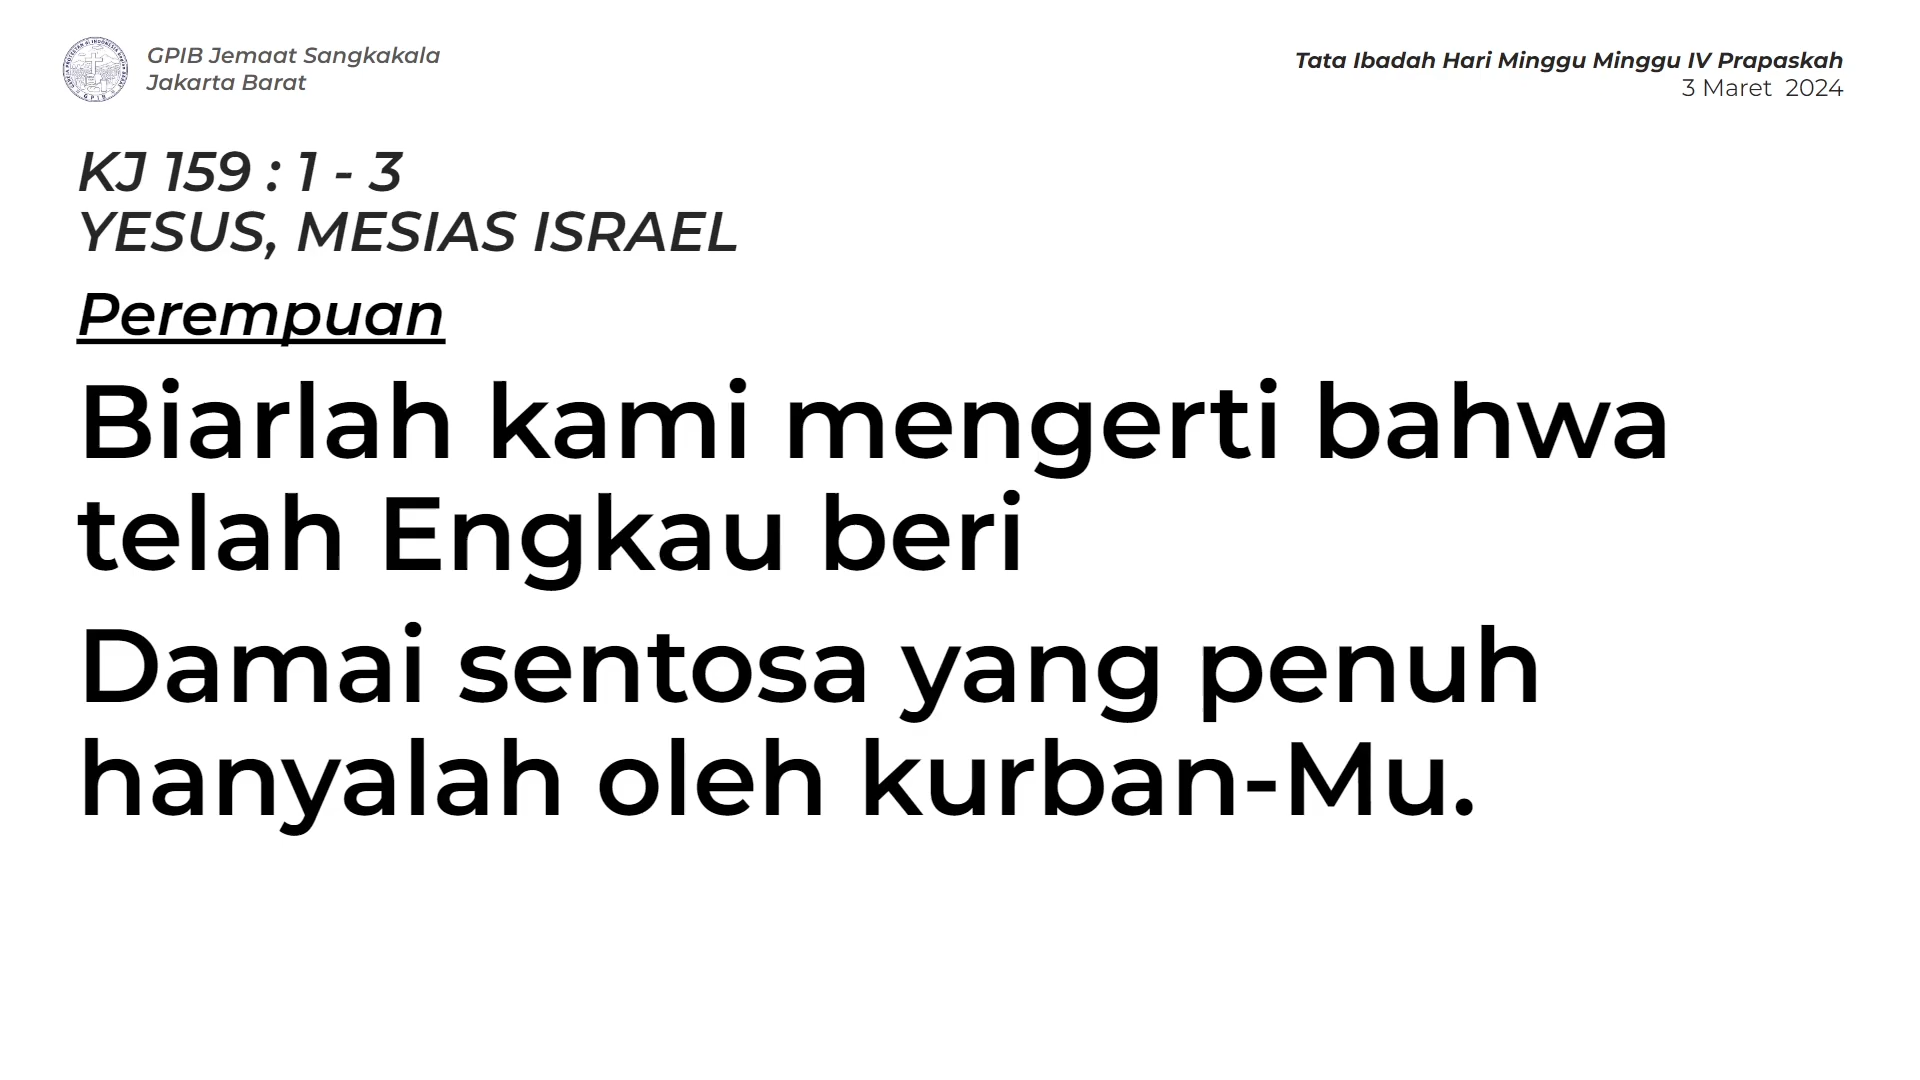 GPIB Jemaat Sangkakala
Jakarta Barat
Tata Ibadah Hari Minggu Minggu IV Prapaskah
3 Maret  2024
KJ 159 : 1 - 3
YESUS, MESIAS ISRAEL
Perempuan
Biarlah kami mengerti bahwa
telah Engkau beri
Damai sentosa yang penuh
hanyalah oleh kurban-Mu.